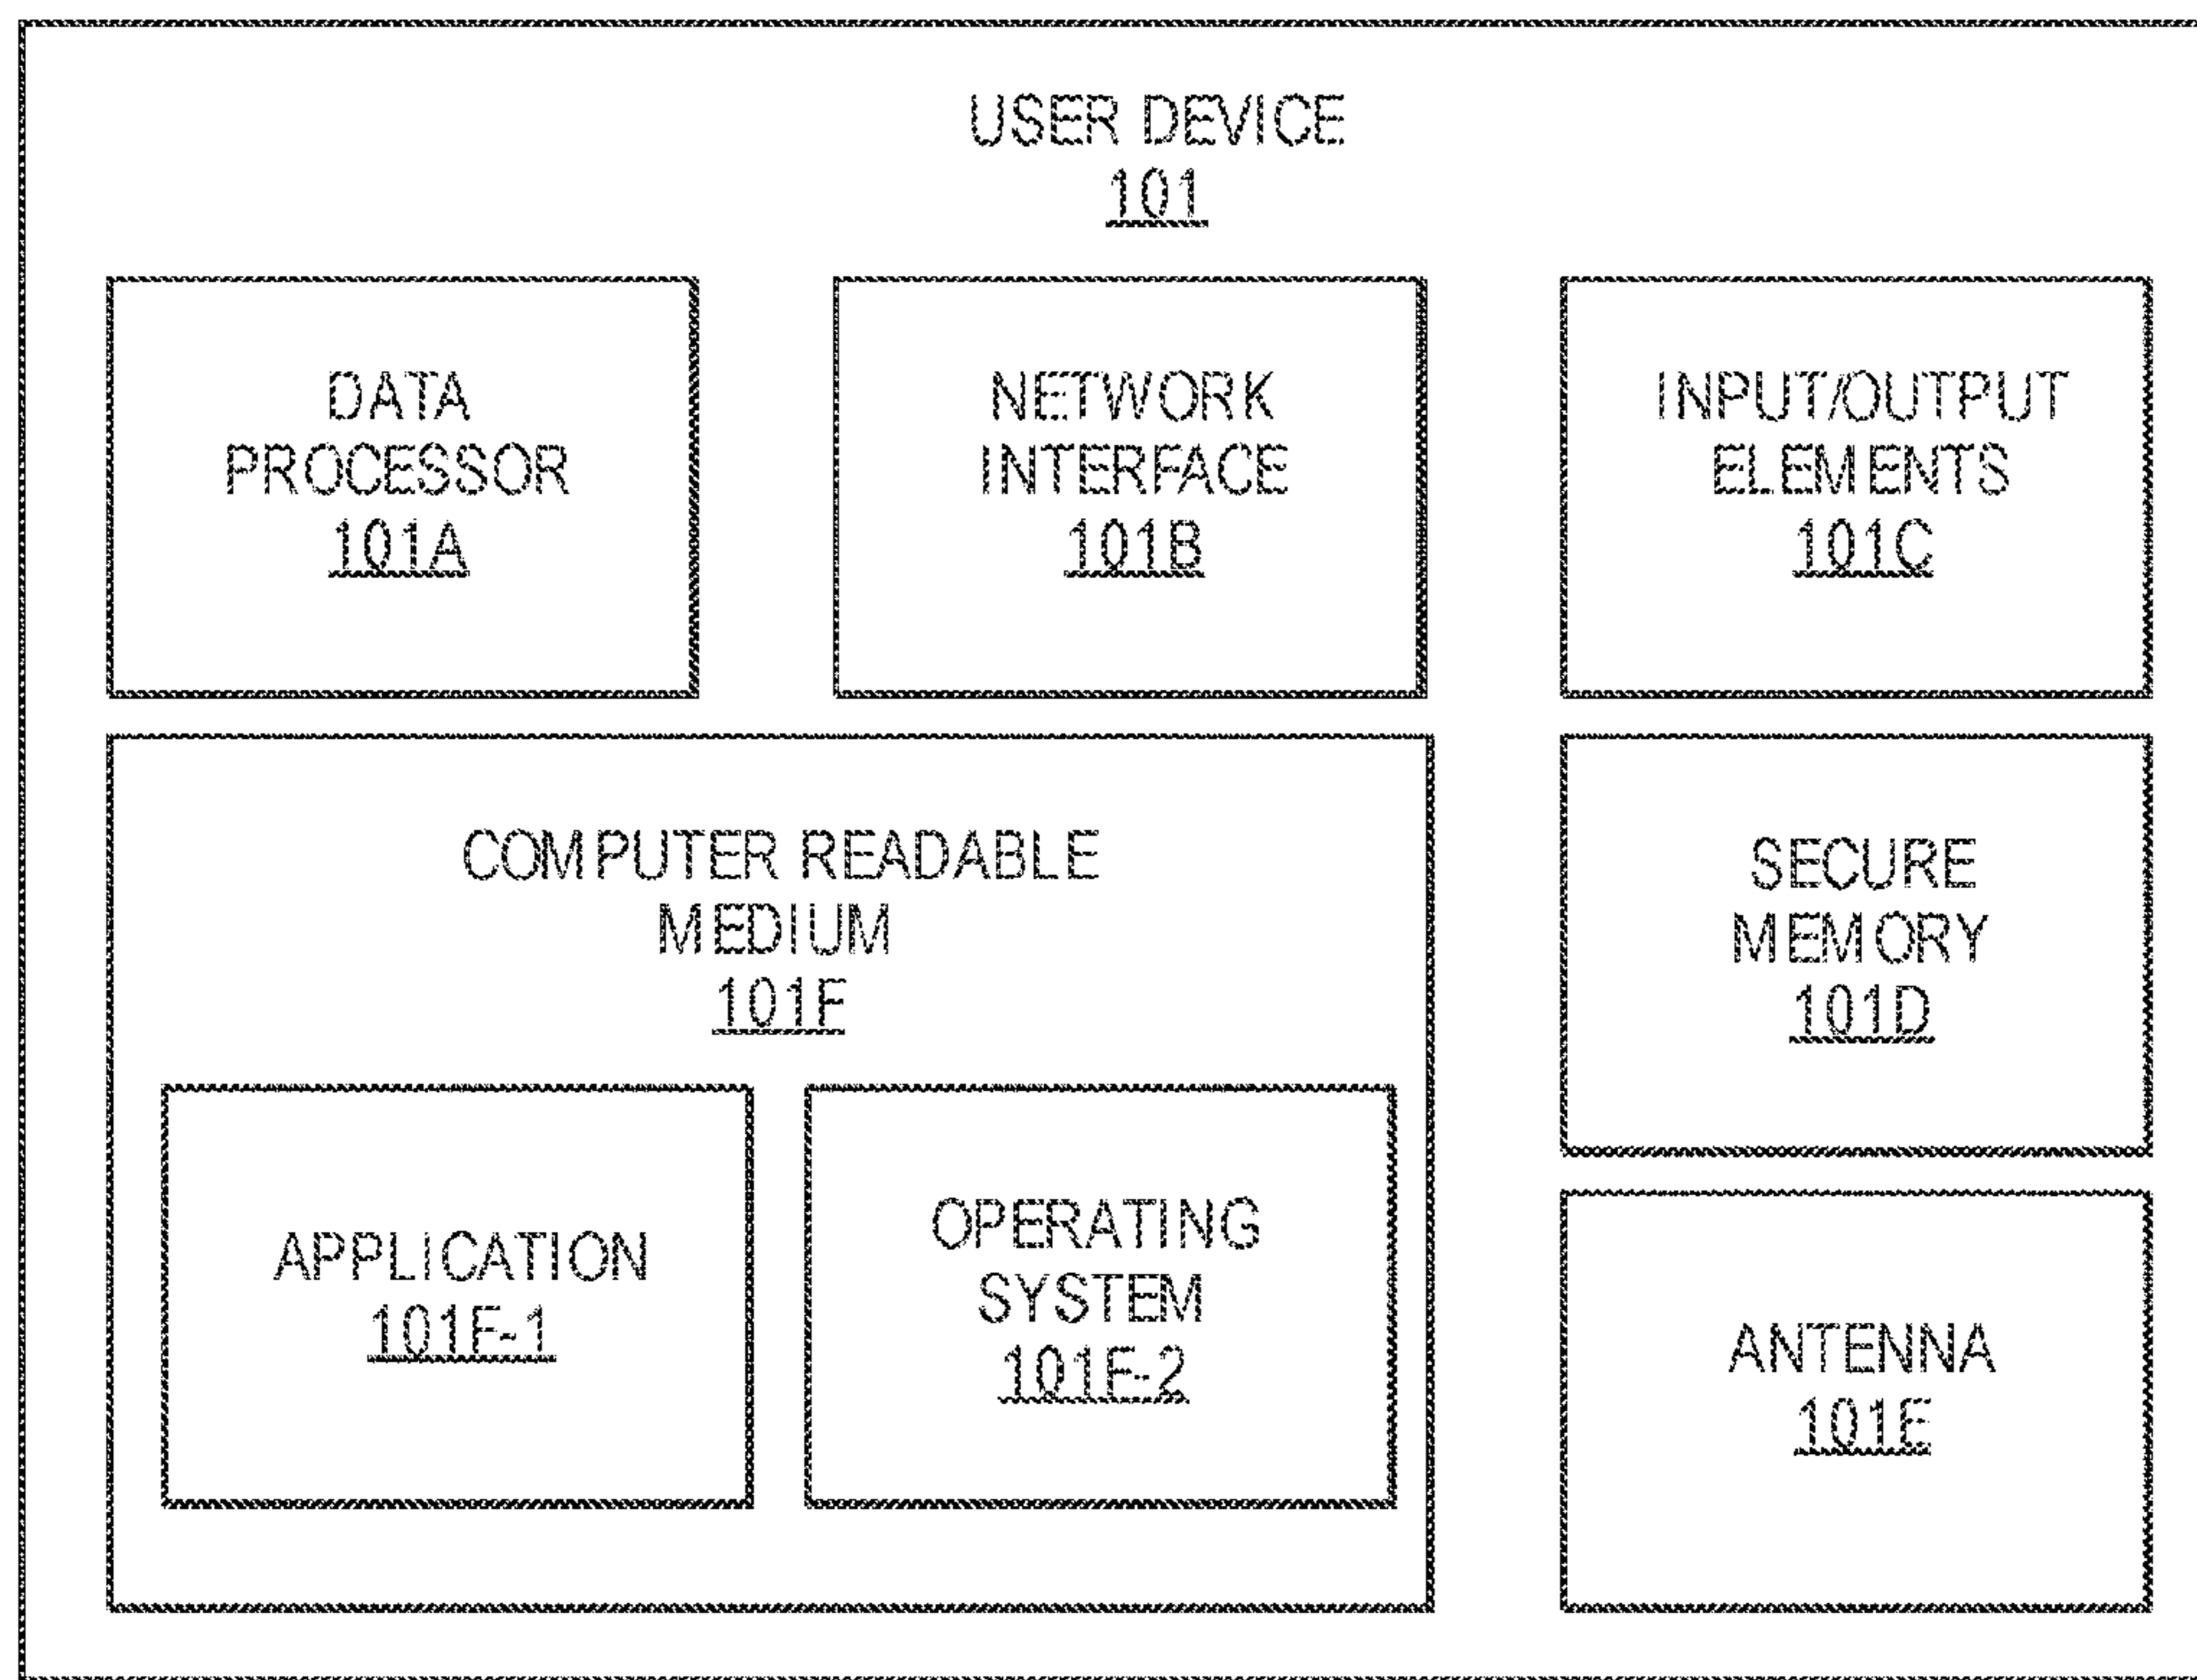 USER DEVICE
101
DATA
PROCESSOR
101A
NETWORK
INTERFACE
101B
INPUT/OUTPUT
ELEMENTS
101C
COMPUTER READABLE
MEDIUM
101F
APPLICATION
101F-1
OPERATING
SYSTEM
101F-2
SECURE
MEMORY
101D
ANTENNA
101E